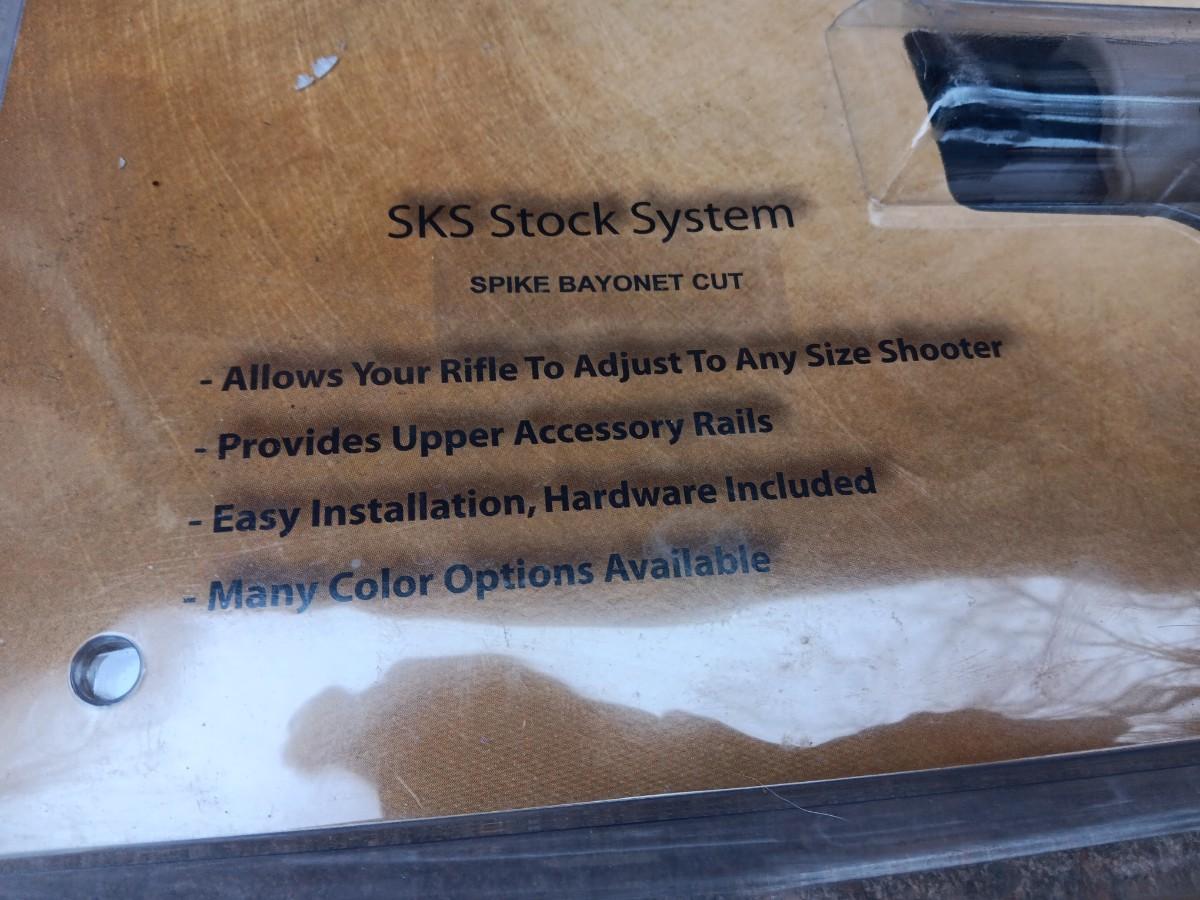 SKS Stock System
SPIKE BAYONET CUT
- Allows Your Rifle To Adjust To Any Size Shooter
- Provides Upper Accessory Rails
- Easy Installation, Hardware Included
- Many Color Options Available